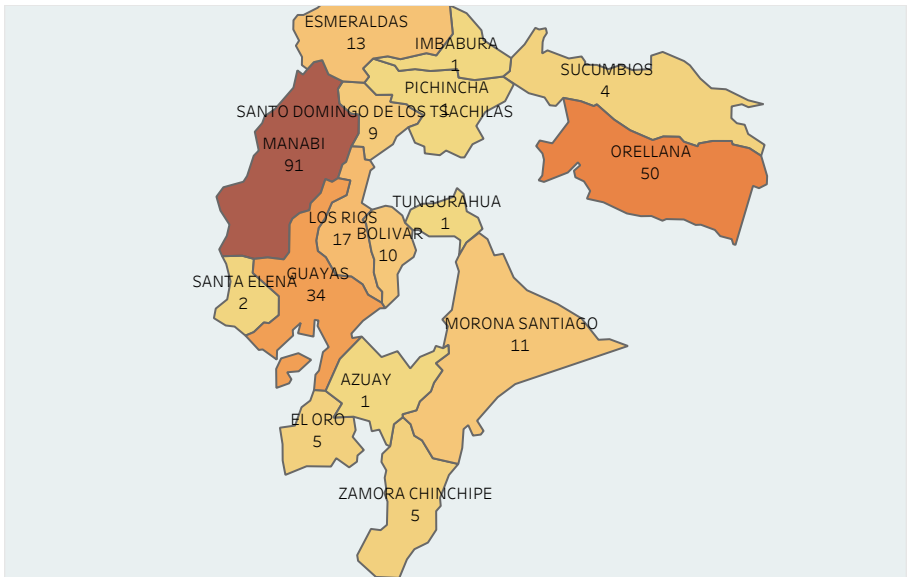 ESMERALDAS
13
IMBABURA
1
SUCUMBIOS
4
PICHINCHA
1
SANTO DOMINGO DE LOS TSACHILAS
9
MANABI
91
ORELLANA
50
TUNGURAHUA
1
LOS RIOS
17
BOLIVAR
10
SANTA ELENA
2
GUAYAS
34
MORONA SANTIAGO
11
AZUAY
1
EL ORO
5
ZAMORA CHINCHIPE
5